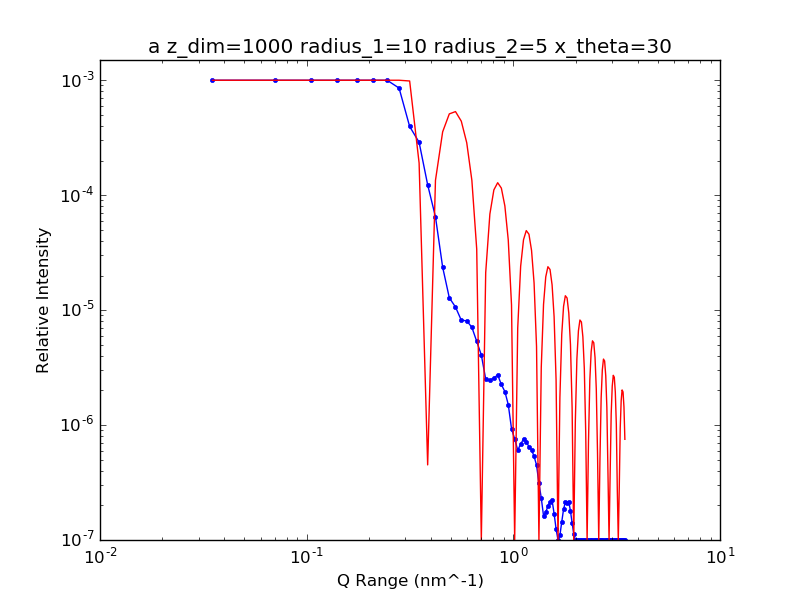 a z_dim=1000 radius_1=10 radius_2=5 x_theta=30
10^-3
10^-4
10^-5
10^-6
10^-7
Relative Intensity
10^-2 10^-1 10^0 10^1
Q Range (nm^-1)